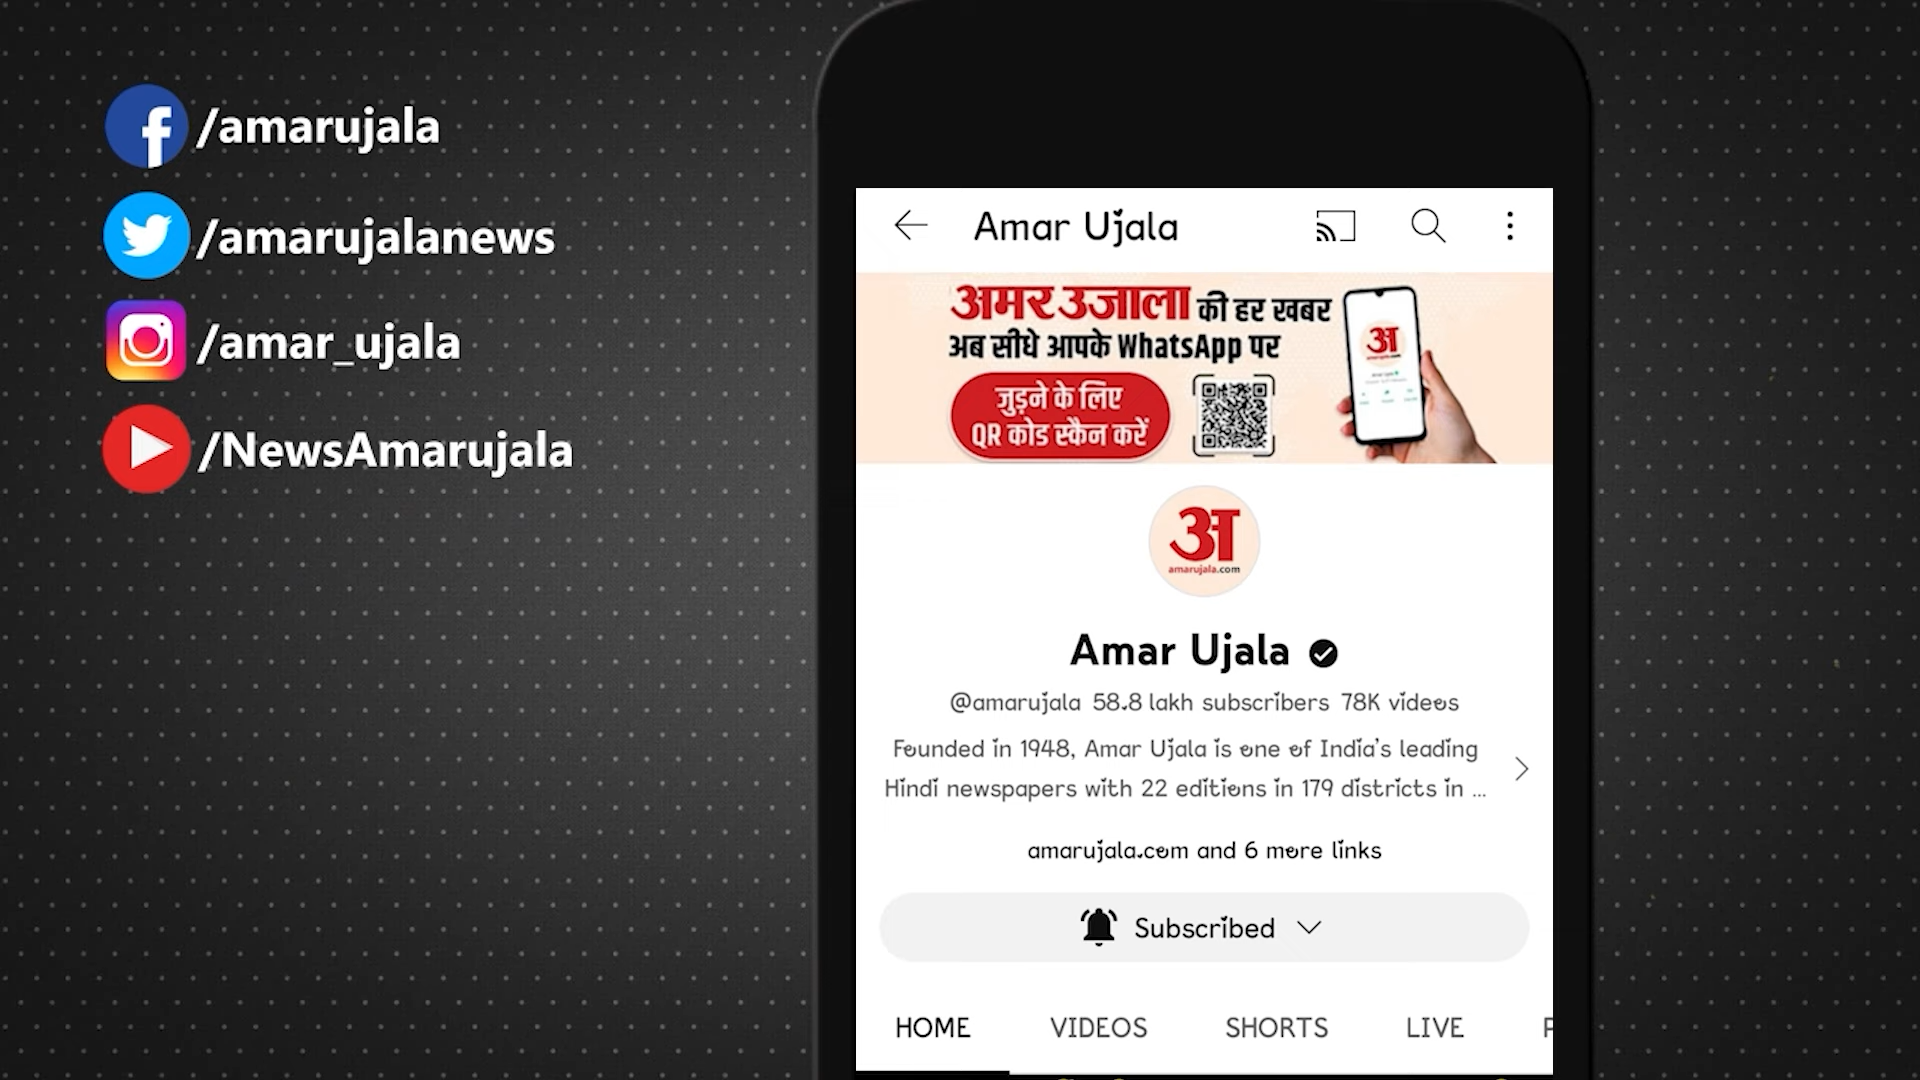 /amarujala
/amarujalanews
/amar_ujala
/NewsAmarujala
Amar Ujala
अमर उजाला की हर खबर
अब सीधे आपके WhatsApp पर
जुड़ने के लिए
QR कोड स्कैन करें
अ
अ
amarujala.com
Amar Ujala
@amarujala 58.8 lakh subscribers 78K videos
Founded in 1948, Amar Ujala is one of India's leading
Hindi newspapers with 22 editions in 179 districts in ...
amarujala.com and 6 more links
Subscribed
HOME VIDEOS SHORTS LIVE